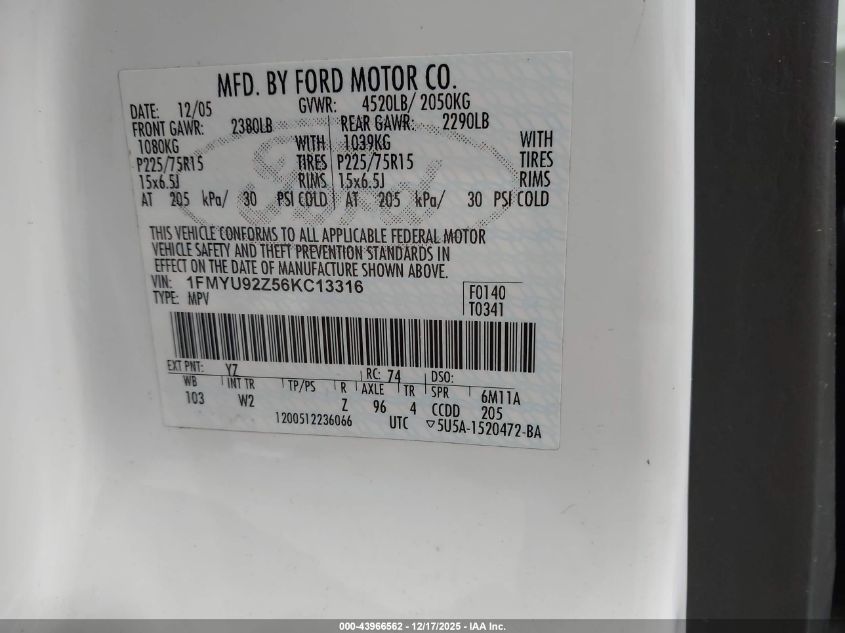 MFD. BY FORD MOTOR CO.
DATE: 12/05 GVWR: 4520LB/ 2050KG
FRONT GAWR: 2380LB REAR GAWR: 2290LB
1080KG WITH 1039KG WITH
P225/75R15 TIRES P225/75R15 TIRES
15x6.5J RIMS 15x6.5J RIMS
AT 205 kPa/ 30 PSI COLD AT 205 kPa/ 30 PSI COLD
THIS VEHICLE CONFORMS TO ALL APPLICABLE FEDERAL MOTOR
VEHICLE SAFETY AND THEFT PREVENTION STANDARDS IN
EFFECT ON THE DATE OF MANUFACTURE SHOWN ABOVE.
VIN: 1FMYU92Z56KC13316
TYPE: MPV
F0140
T0341
EXT PNT: YZ RC: 74 DSO:
WB INT TR TP/PS R AXLE TR SPR 6M11A
103 W2 Z 96 4 CCDD 205
1200512236066 UTC ▽5U5A-1520472-BA
Ford
000-43966562 - 12/17/2025 - IAA Inc.